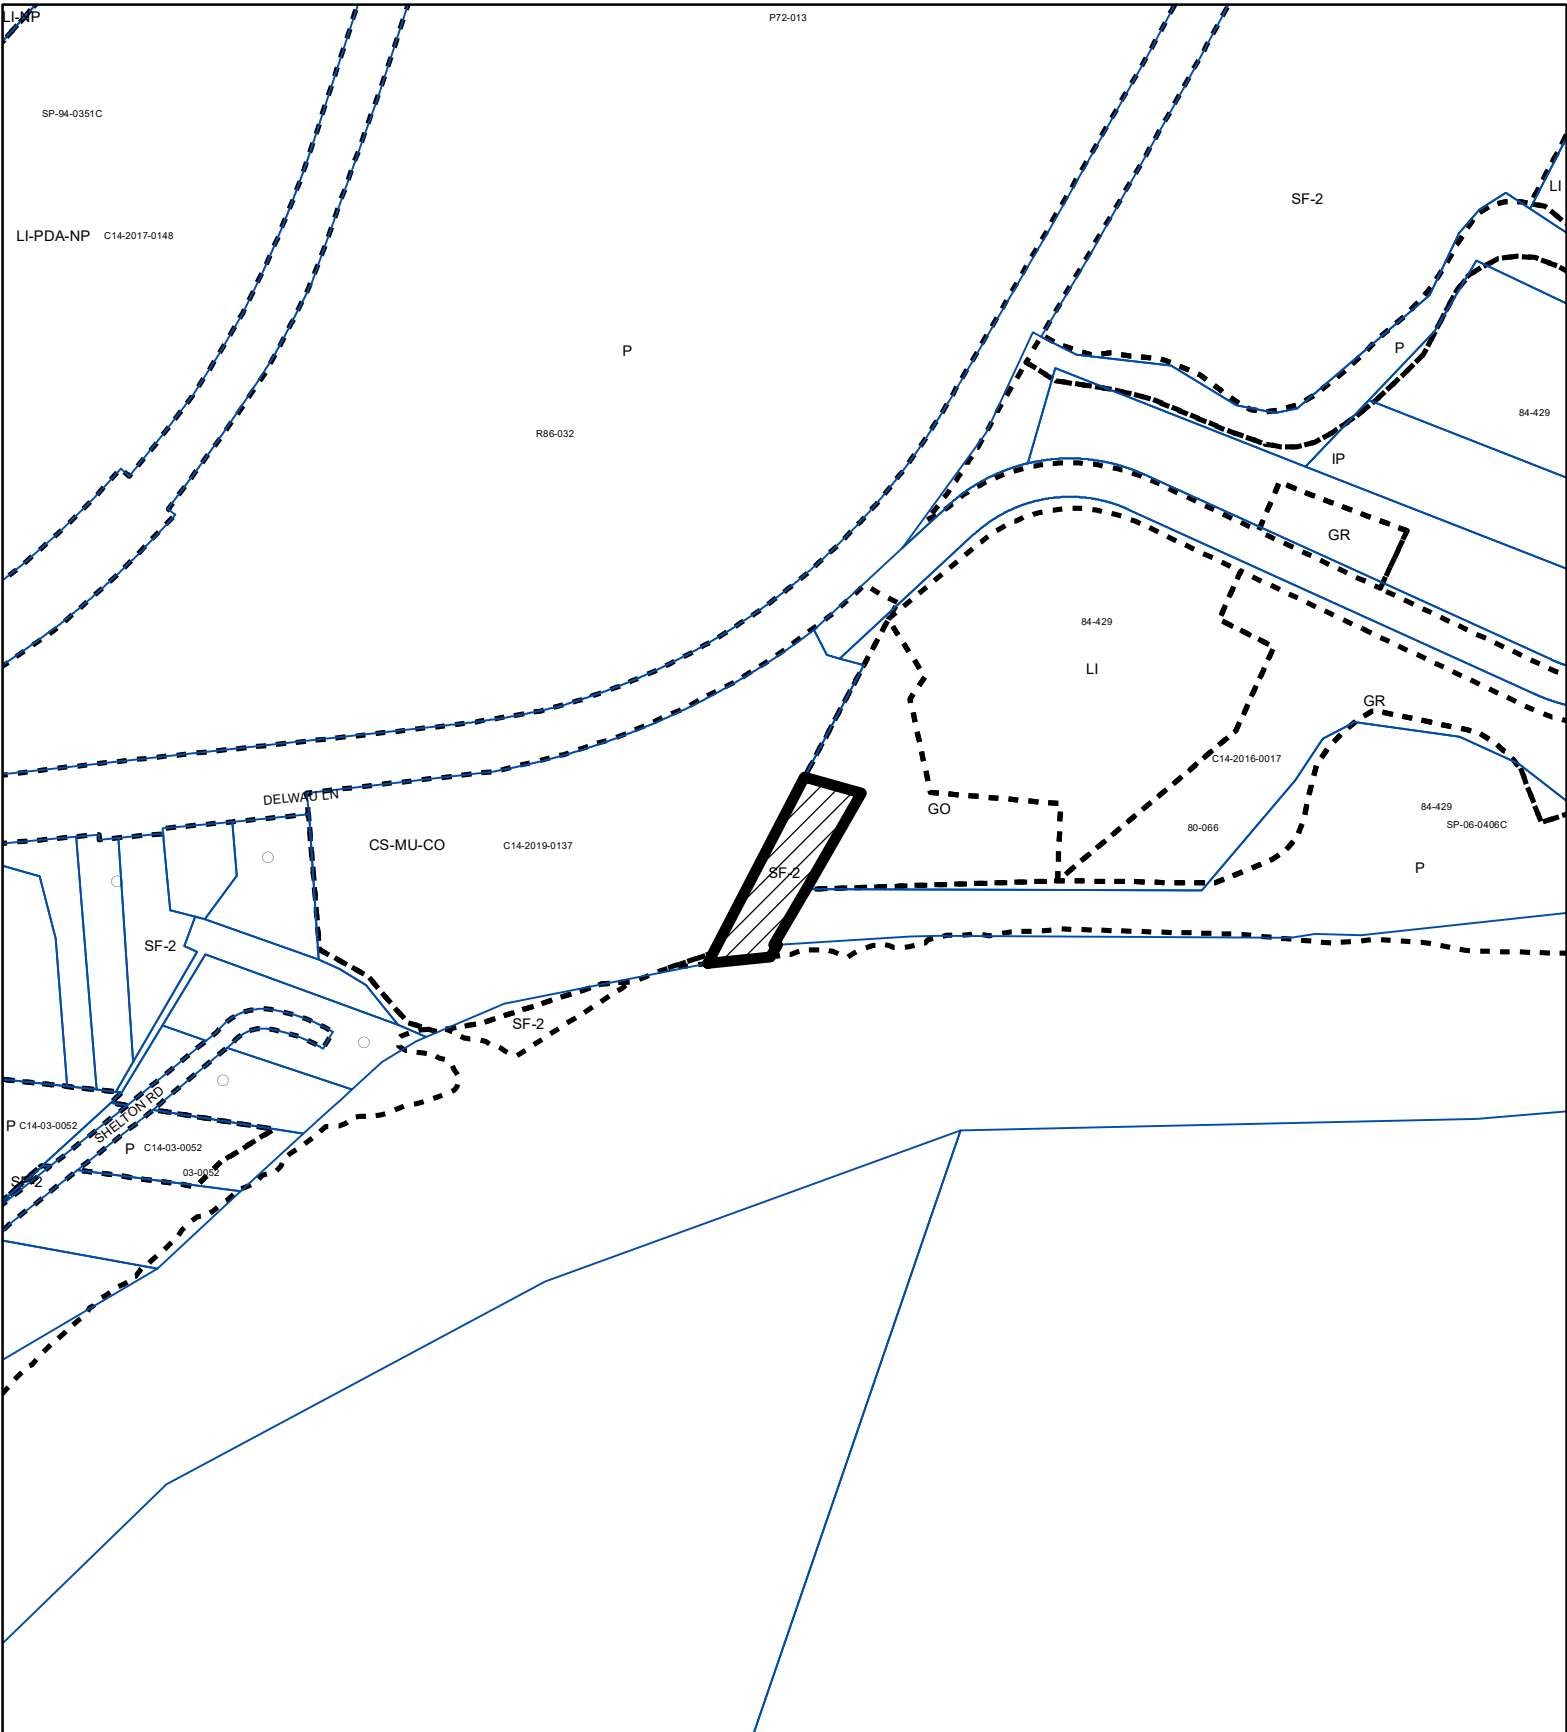 LI-NP
P72-013
SP-94-0351C
LI
SF-2
LI-PDA-NP C14-2017-0148
P
P
84-429
R86-032
IP
GR
84-429
LI
GR
C14-2016-0017
DELWAU LN
GO
84-429
80-066
SP-06-0406C
CS-MU-CO C14-2019-0137
SF-2
P
SF-2
SF-2
SHELTON RD
P C14-03-0052
P C14-03-0052
03-0052
SF-2